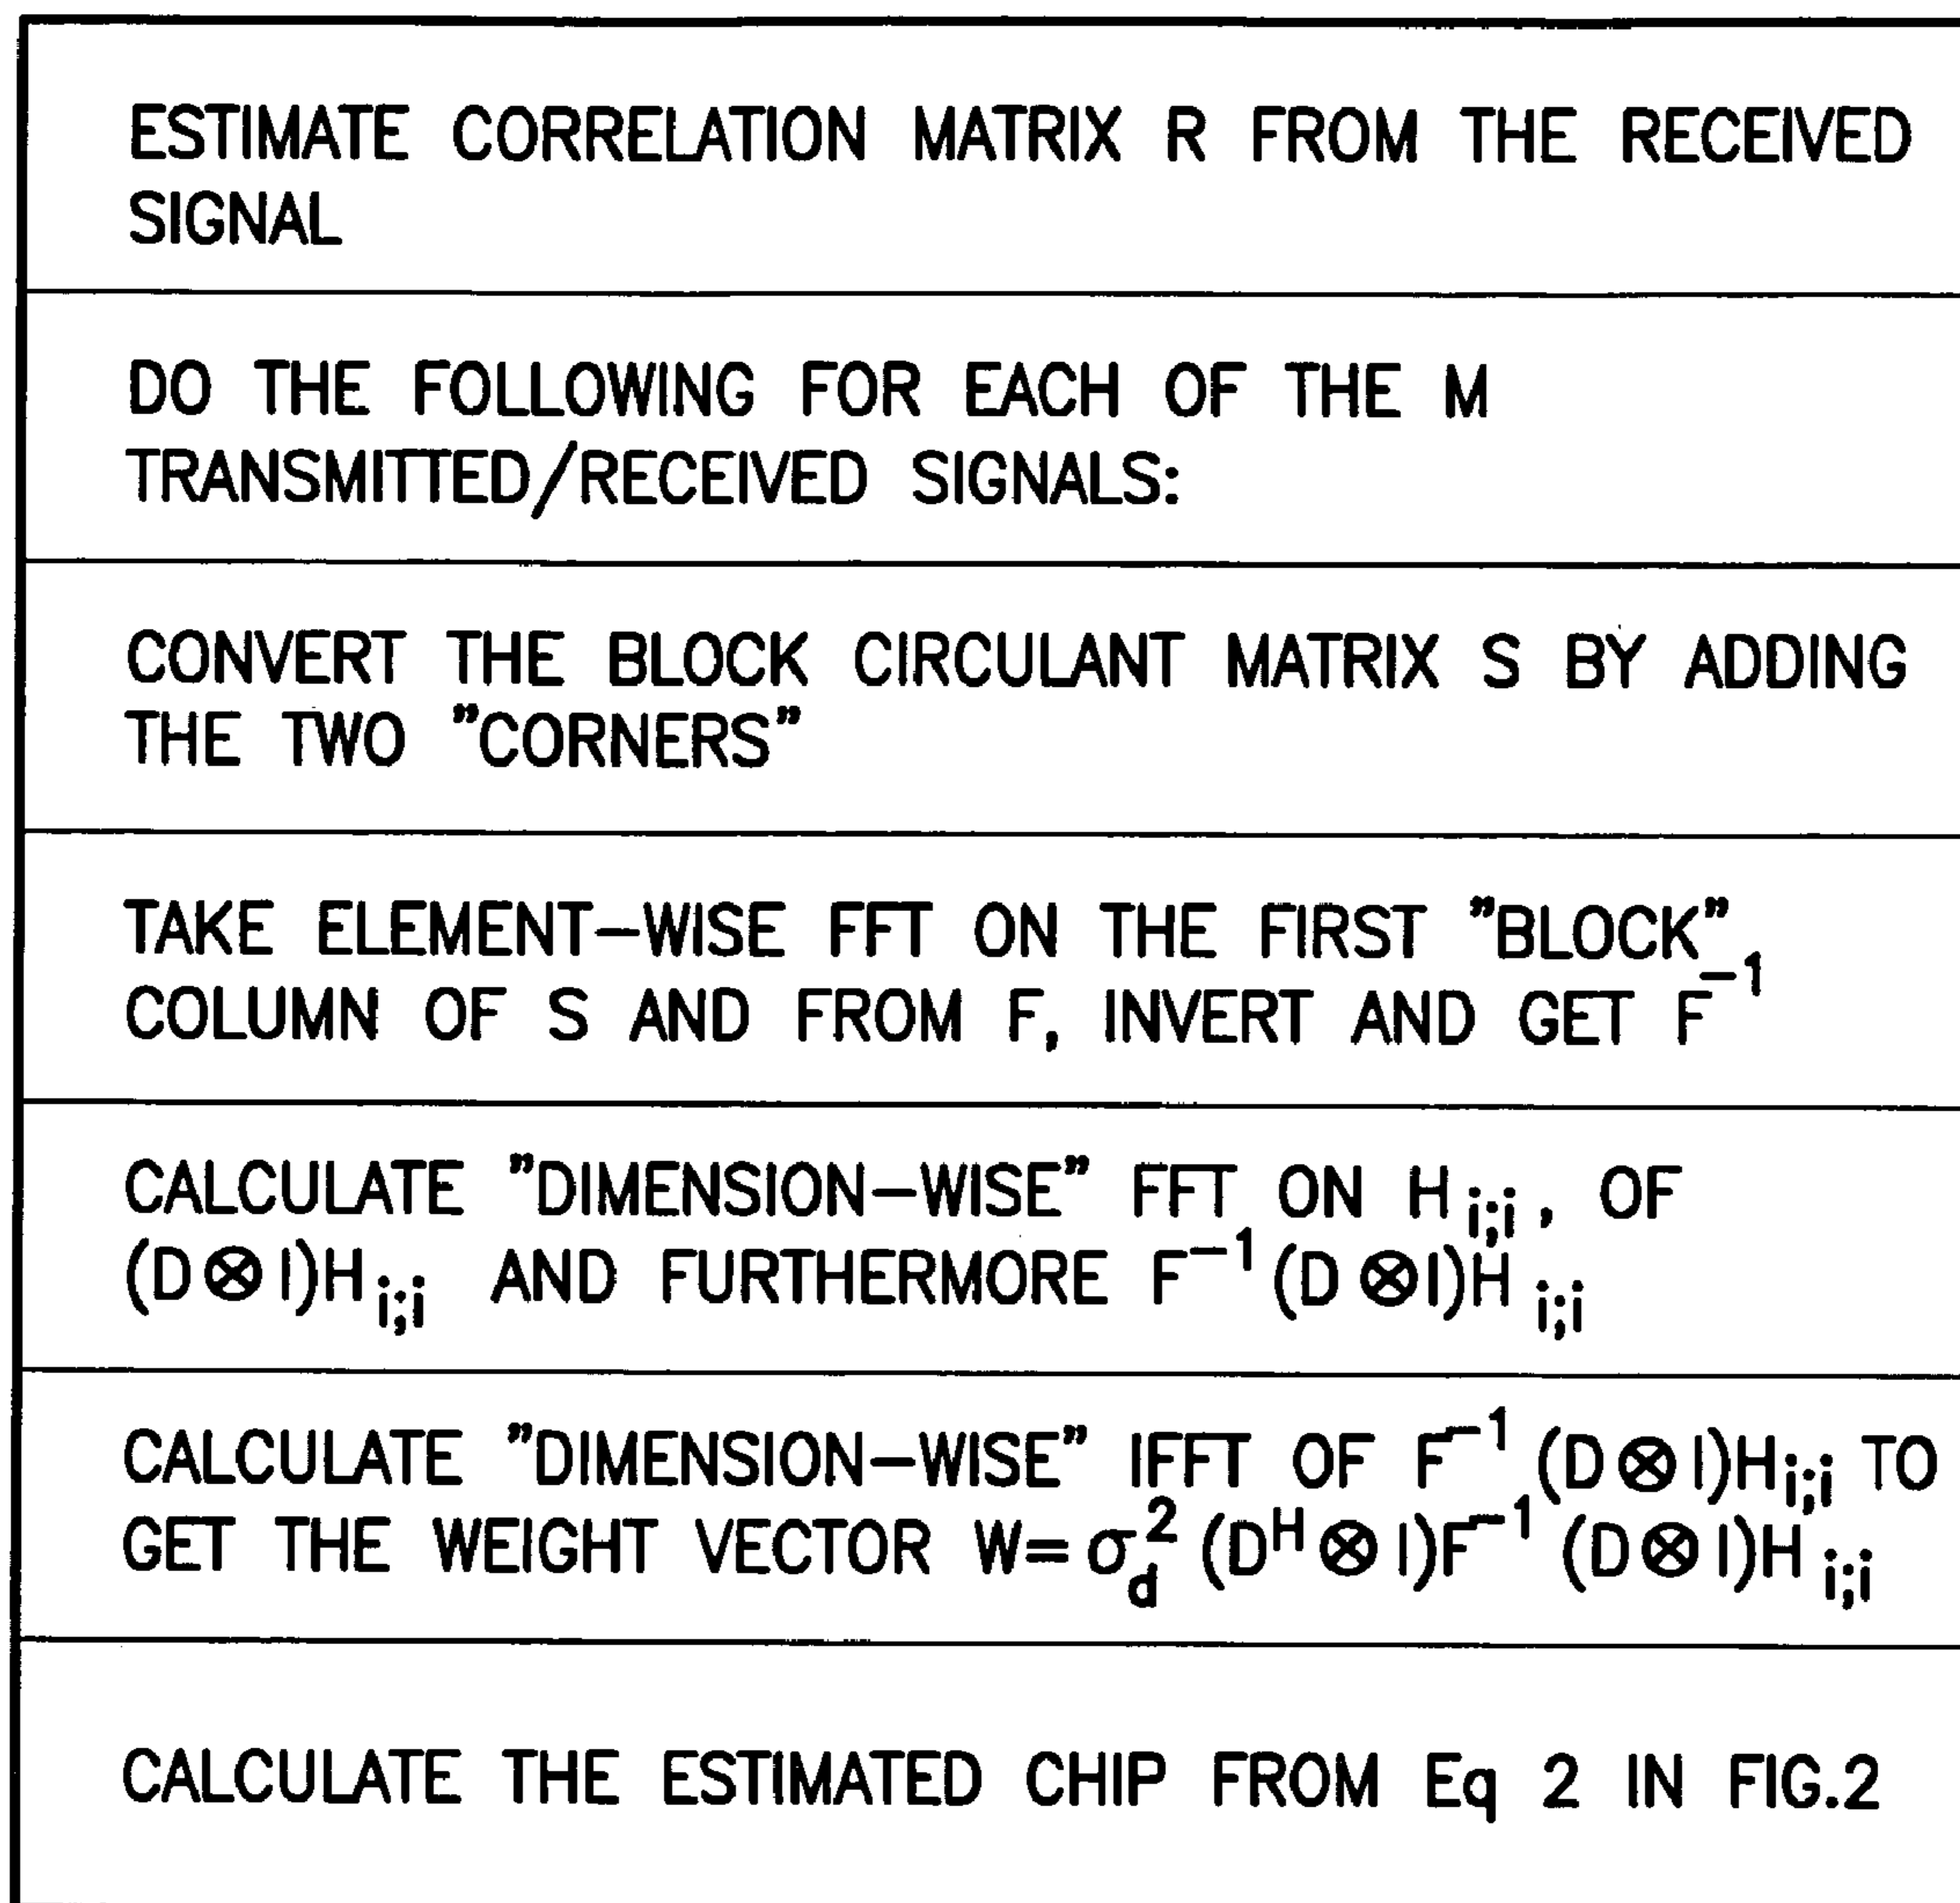 ESTIMATE CORRELATION MATRIX R FROM THE RECEIVED
SIGNAL
DO THE FOLLOWING FOR EACH OF THE M
TRANSMITTED/RECEIVED SIGNALS:
CONVERT THE BLOCK CIRCULANT MATRIX S BY ADDING
THE TWO "CORNERS"
TAKE ELEMENT-WISE FFT ON THE FIRST "BLOCK"
COLUMN OF S AND FROM F, INVERT AND GET F⁻¹
CALCULATE "DIMENSION-WISE" FFT ON H i;i, OF
(D⊗I)H i;i AND FURTHERMORE F⁻¹(D⊗I)H i;i
CALCULATE "DIMENSION-WISE" IFFT OF F⁻¹(D⊗I)H i;i TO
GET THE WEIGHT VECTOR W=σ_d²(Dᴴ⊗I)F⁻¹(D⊗I)H i;i
CALCULATE THE ESTIMATED CHIP FROM Eq 2 IN FIG.2